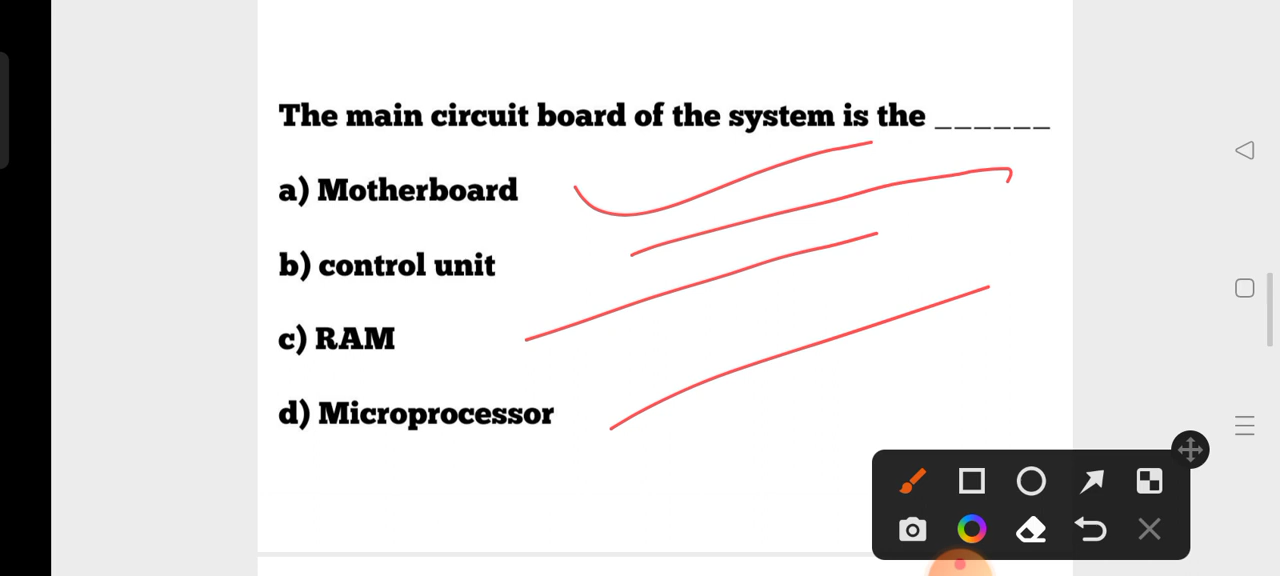 The main circuit board of the system is the ______
a) Motherboard
b) control unit
c) RAM
d) Microprocessor